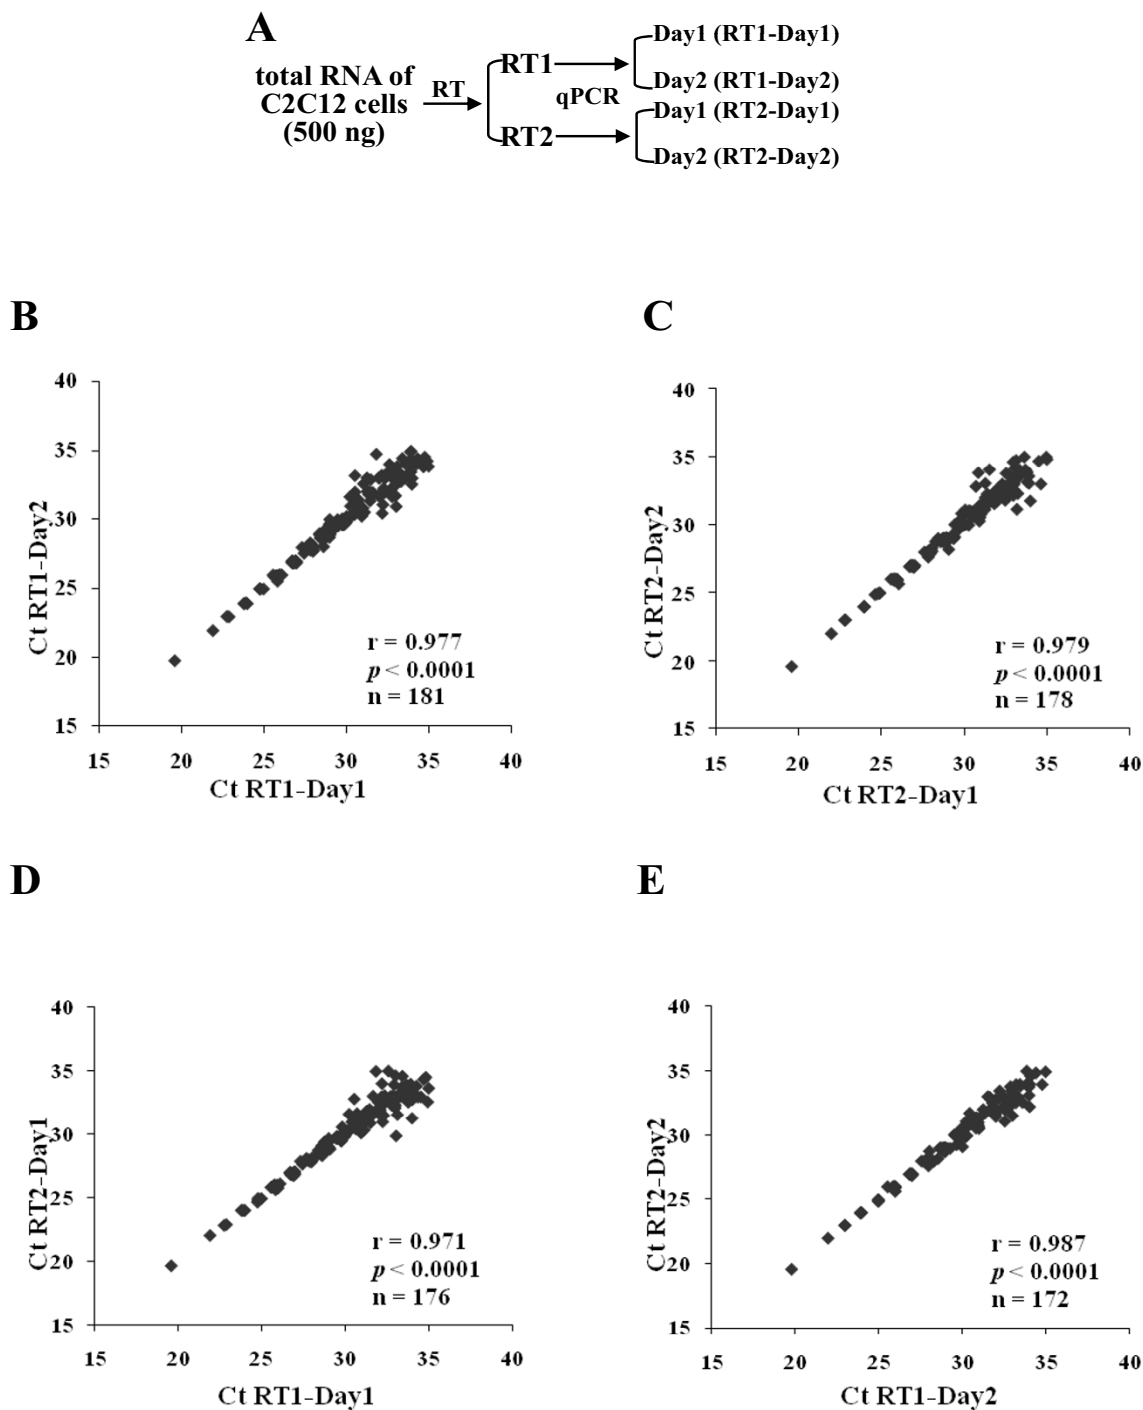 A
total RNA of
C2C12 cells
(500 ng)
RT
RT1
RT2
qPCR
Day1 (RT1-Day1)
Day2 (RT1-Day2)
Day1 (RT2-Day1)
Day2 (RT2-Day2)
B
40
35
30
25
20
15
15 20 25 30 35 40
Ct RT1-Day2
Ct RT1-Day1
r = 0.977
p < 0.0001
n = 181
C
40
35
30
25
20
15
15 20 25 30 35 40
Ct RT2-Day2
Ct RT2-Day1
r = 0.979
p < 0.0001
n = 178
D
40
35
30
25
20
15
15 20 25 30 35 40
Ct RT2-Day1
Ct RT1-Day1
r = 0.971
p < 0.0001
n = 176
E
40
35
30
25
20
15
15 20 25 30 35 40
Ct RT2-Day2
Ct RT1-Day2
r = 0.987
p < 0.0001
n = 172